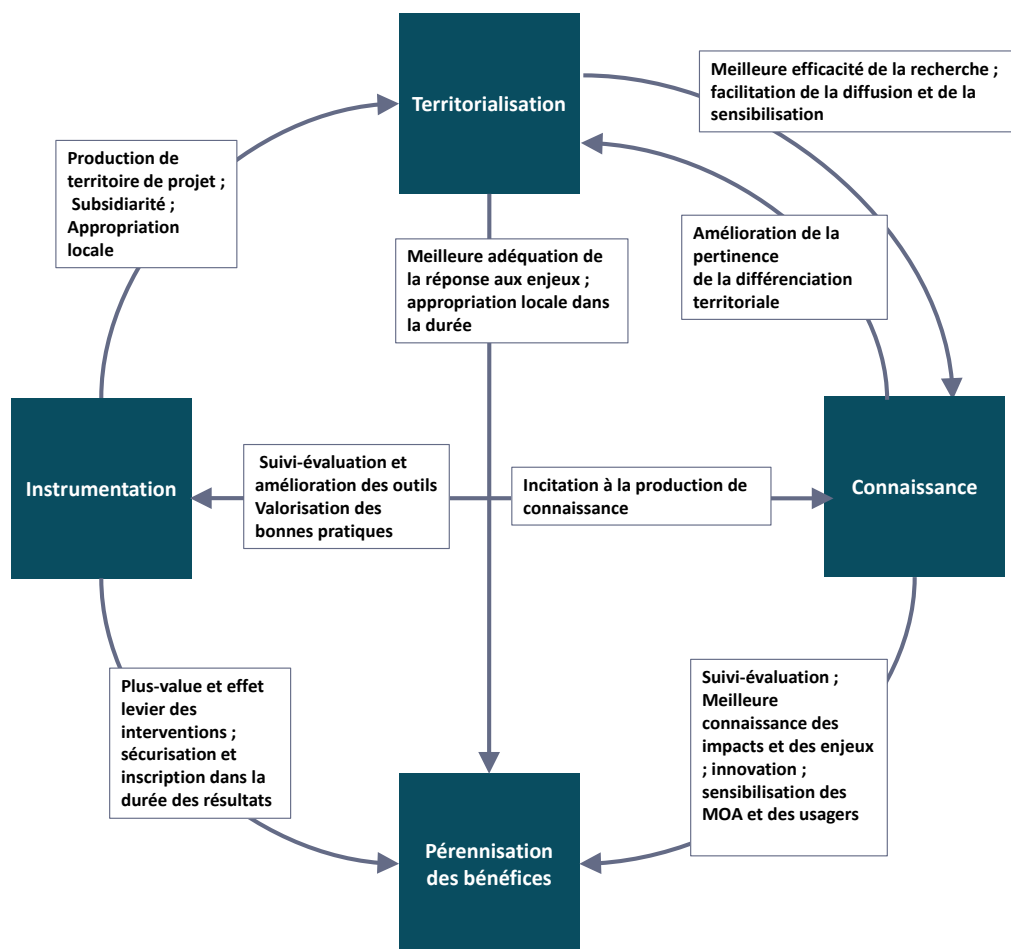 Territorialisation
Meilleure efficacité de la recherche ;
facilitation de la diffusion et de la
sensibilisation
Production de
territoire de projet ;
Subsidiarité ;
Appropriation
locale
Meilleure adéquation de
la réponse aux enjeux ;
appropriation locale dans
la durée
Amélioration de la
pertinence
de la différenciation
territoriale
Instrumentation
Suivi-évaluation et
amélioration des outils
Valorisation des
bonnes pratiques
Incitation à la production de
connaissance
Connaissance
Plus-value et effet
levier des
interventions ;
sécurisation et
inscription dans la
durée des résultats
Suivi-évaluation ;
Meilleure
connaissance des
impacts et des enjeux
; innovation ;
sensibilisation des
MOA et des usagers
Pérennisation
des bénéfices